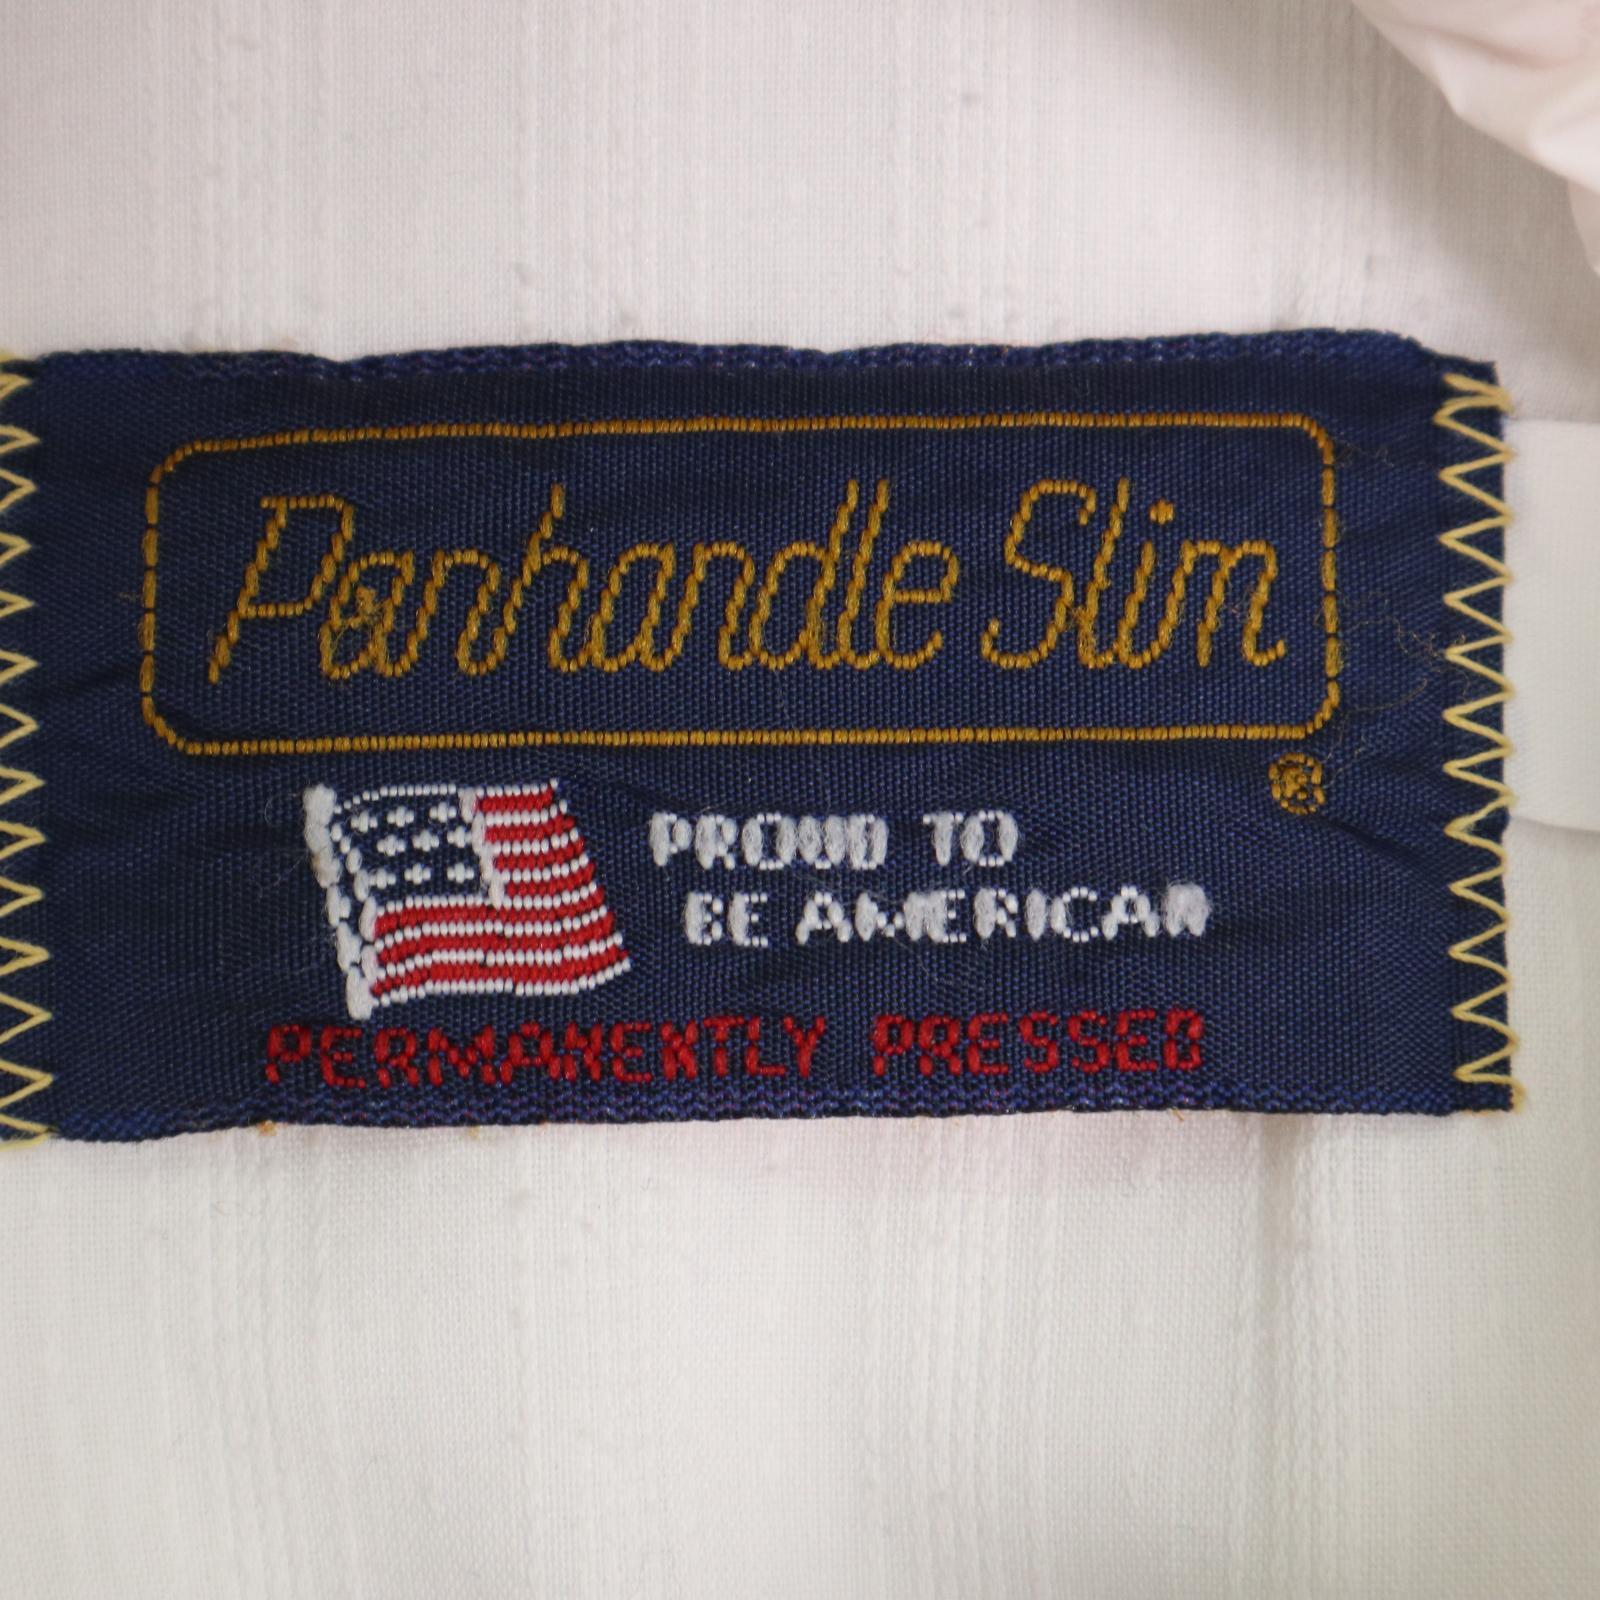 Panhandle Slim
®
PROUD TO
BE AMERICAN
PERMANENTLY PRESSED